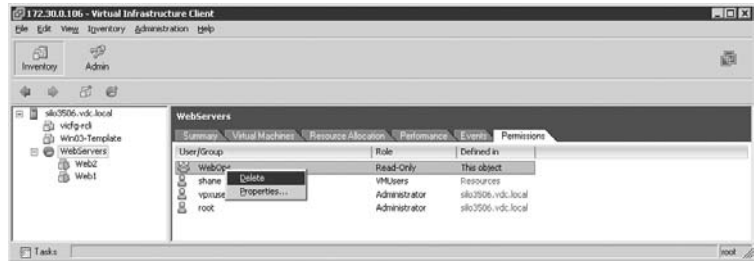 172.30.0.106 - Virtual Infrastructure Client
File Edit View Inventory Administration Help
Inventory Admin
silo3506.vdc.local
vicfg-rcli
Win03-Template
WebServers
Web2
Web1
WebServers
Summary Virtual Machines Resource Allocation Performance Events Permissions
User/Group Role Defined in
WebOps Read-Only This object
shane VMUsers Resources
vpxuse Administrator silo3506.vdc.local
root Administrator silo3506.vdc.local
Delete
Properties...
Tasks root